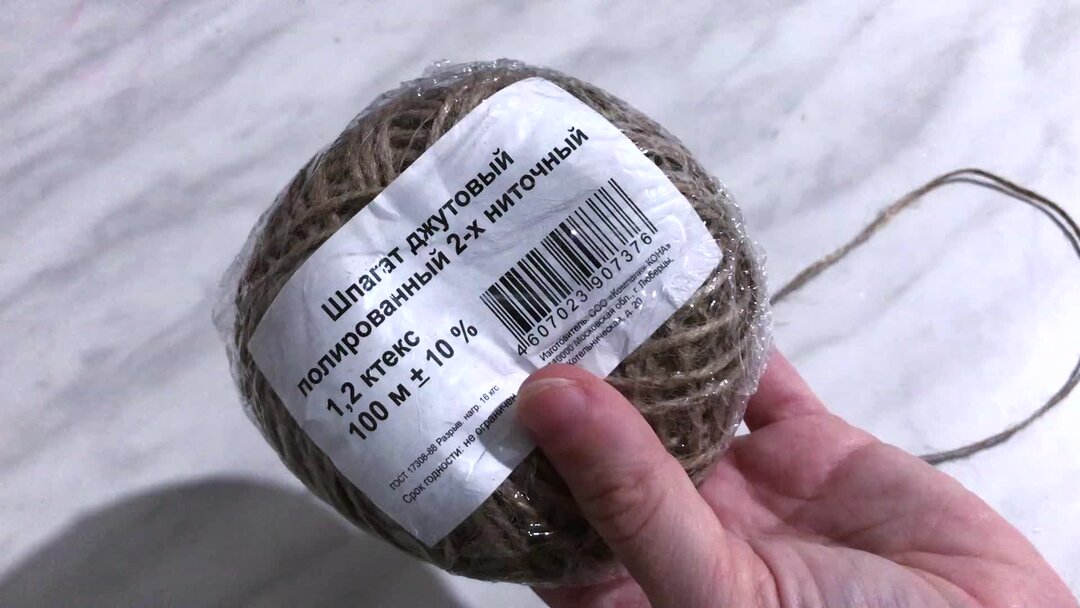 Шпагат джутовый
полированный 2-х ниточный
1,2 ктекс
100 м ± 10 %
ГОСТ 17308-88 Разрыв. нагр. 16 кгс
Срок годности: не ограничен
4 607023 907376
Изготовитель: ООО «Компания КОНА»
Московская обл., г. Люберцы,
Котельническая, д. 20